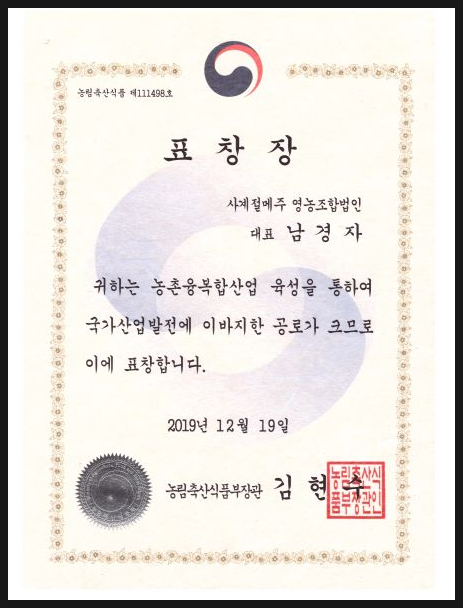 농림축산식품 제111498호
표 창 장
사계절메주 영농조합법인
대표 남 경 자
귀하는 농촌융복합산업 육성을 통하여
국가산업발전에 이바지한 공로가 크므로
이에 표창합니다.
2019년 12월 19일
농림축산식품부장관 김 현 수
농림축산식
품부장관인